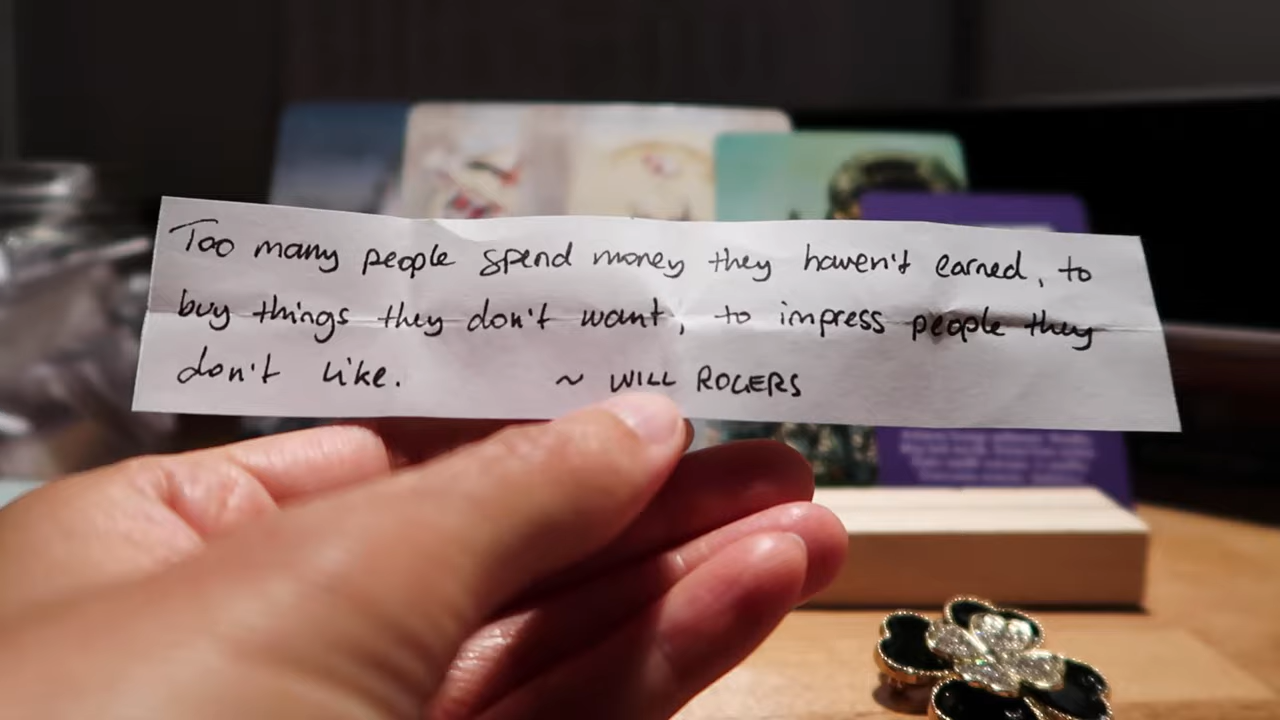 Too many people spend money they haven't earned, to
buy things they don't want, to impress people they
don't like. ~ WILL ROGERS